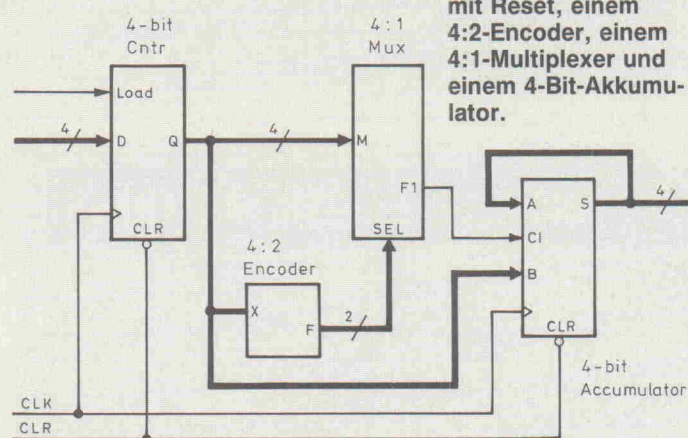 mit Reset, einem
4:2-Encoder, einem
4:1-Multiplexer und
einem 4-Bit-Akkumu-
lator.
4-bit
Cntr
4:1
Mux
Load
4
D
Q
4
M
F1
CLR
SEL
4:2
Encoder
X
F
2
A
S
4
CI
B
CLR
4-bit
Accumulator
CLK
CLR